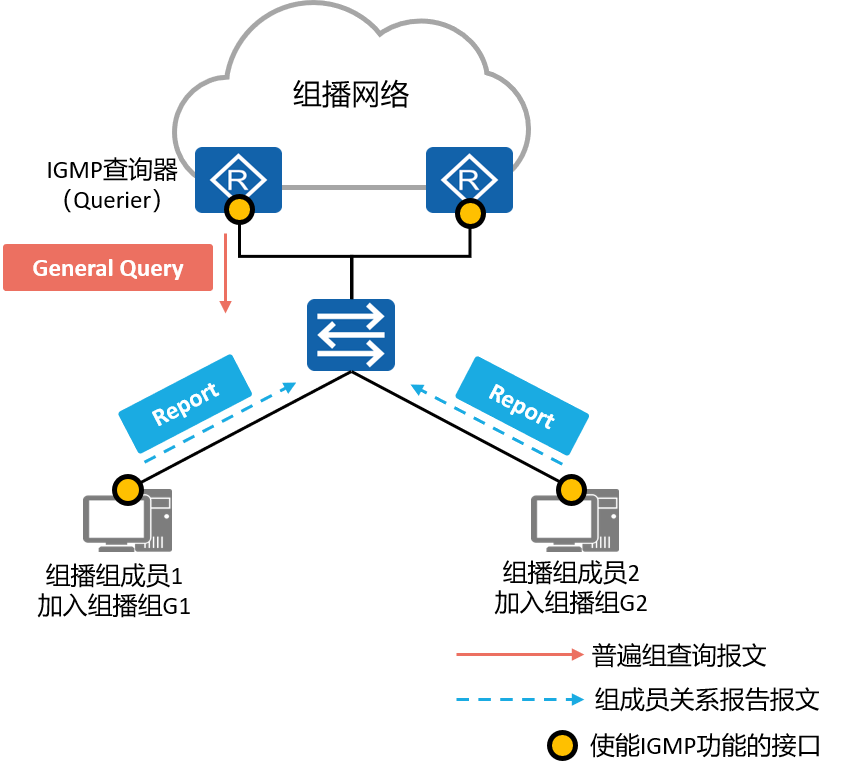 组播网络
IGMP查询器
（Querier）
R
R
General Query
Report
Report
组播组成员1
加入组播组G1
组播组成员2
加入组播组G2
普遍组查询报文
组成员关系报告报文
使能IGMP功能的接口